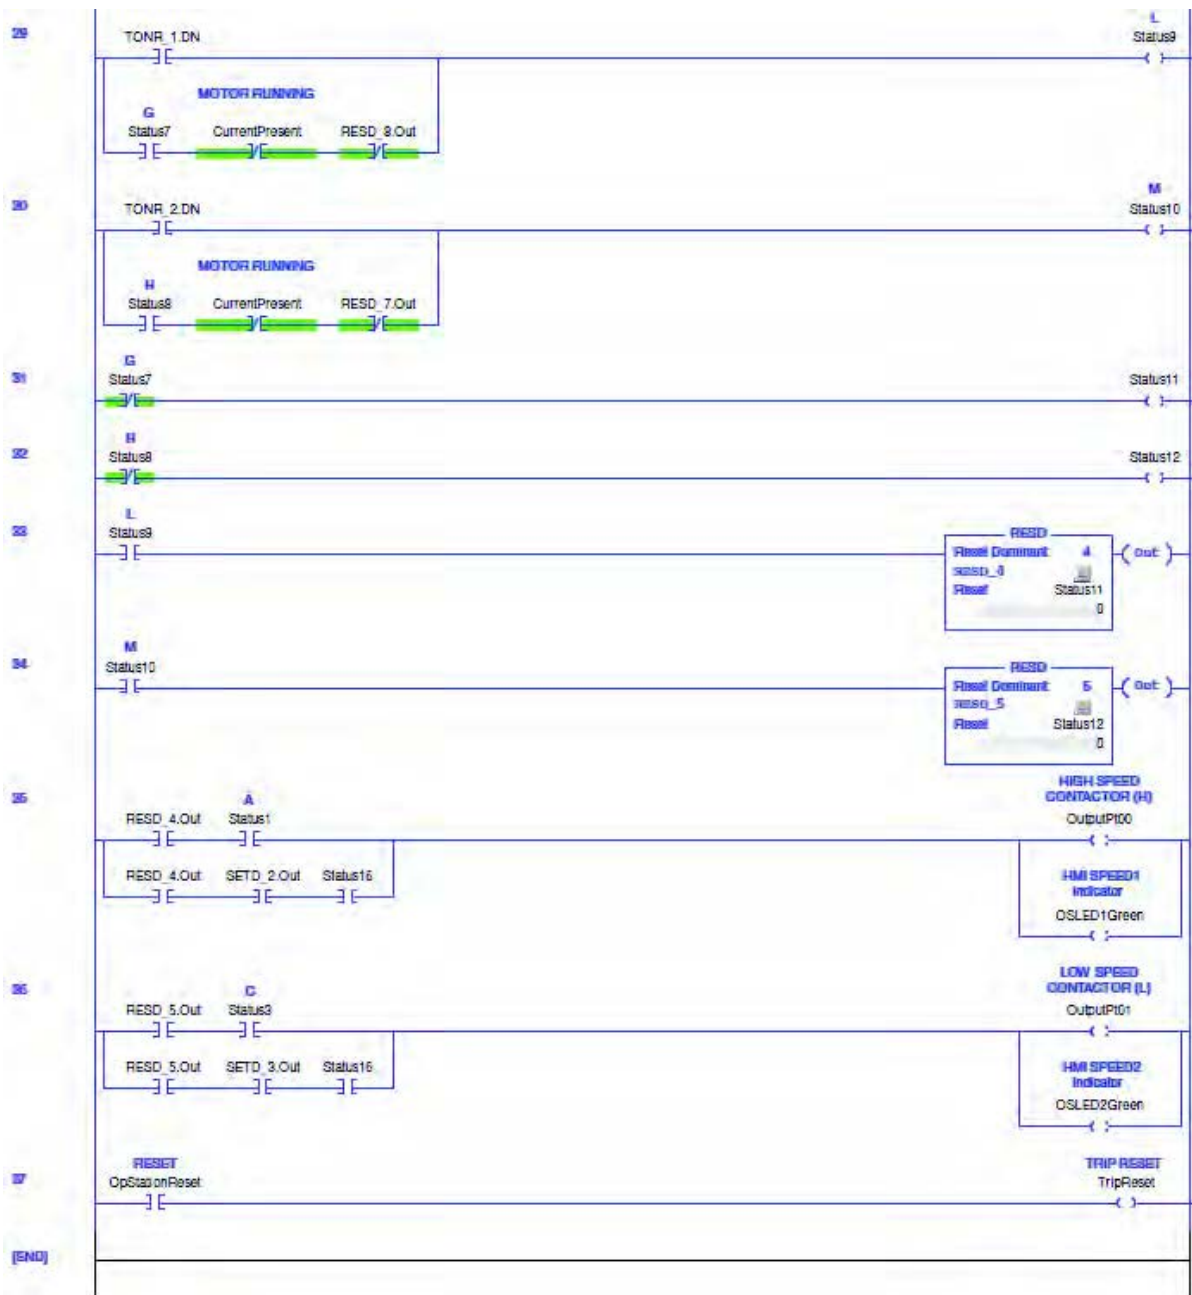 29
TONR_1.DN
L
Status9
MOTOR RUNNING
G
Status7 CurrentPresent RESD_8.Out
30
TONR_2.DN
M
Status10
MOTOR RUNNING
H
Status8 CurrentPresent RESD_7.Out
31
G
Status7
Status11
32
H
Status8
Status12
33
L
Status9
RESD
Reset Dominant 4
RESD_4
Reset Status11
0
Out
34
M
Status10
RESD
Reset Dominant 5
RESD_5
Reset Status12
0
Out
35
RESD_4.Out
A
Status1
HIGH SPEED
CONTACTOR (H)
OutputPt00
RESD_4.Out SETD_2.Out Status16
HMI SPEED1
Indicator
OSLED1Green
36
RESD_5.Out
C
Status3
LOW SPEED
CONTACTOR (L)
OutputPt01
RESD_5.Out SETD_3.Out Status16
HMI SPEED2
Indicator
OSLED2Green
37
RESET
OpStationReset
TRIP RESET
TripReset
(END)